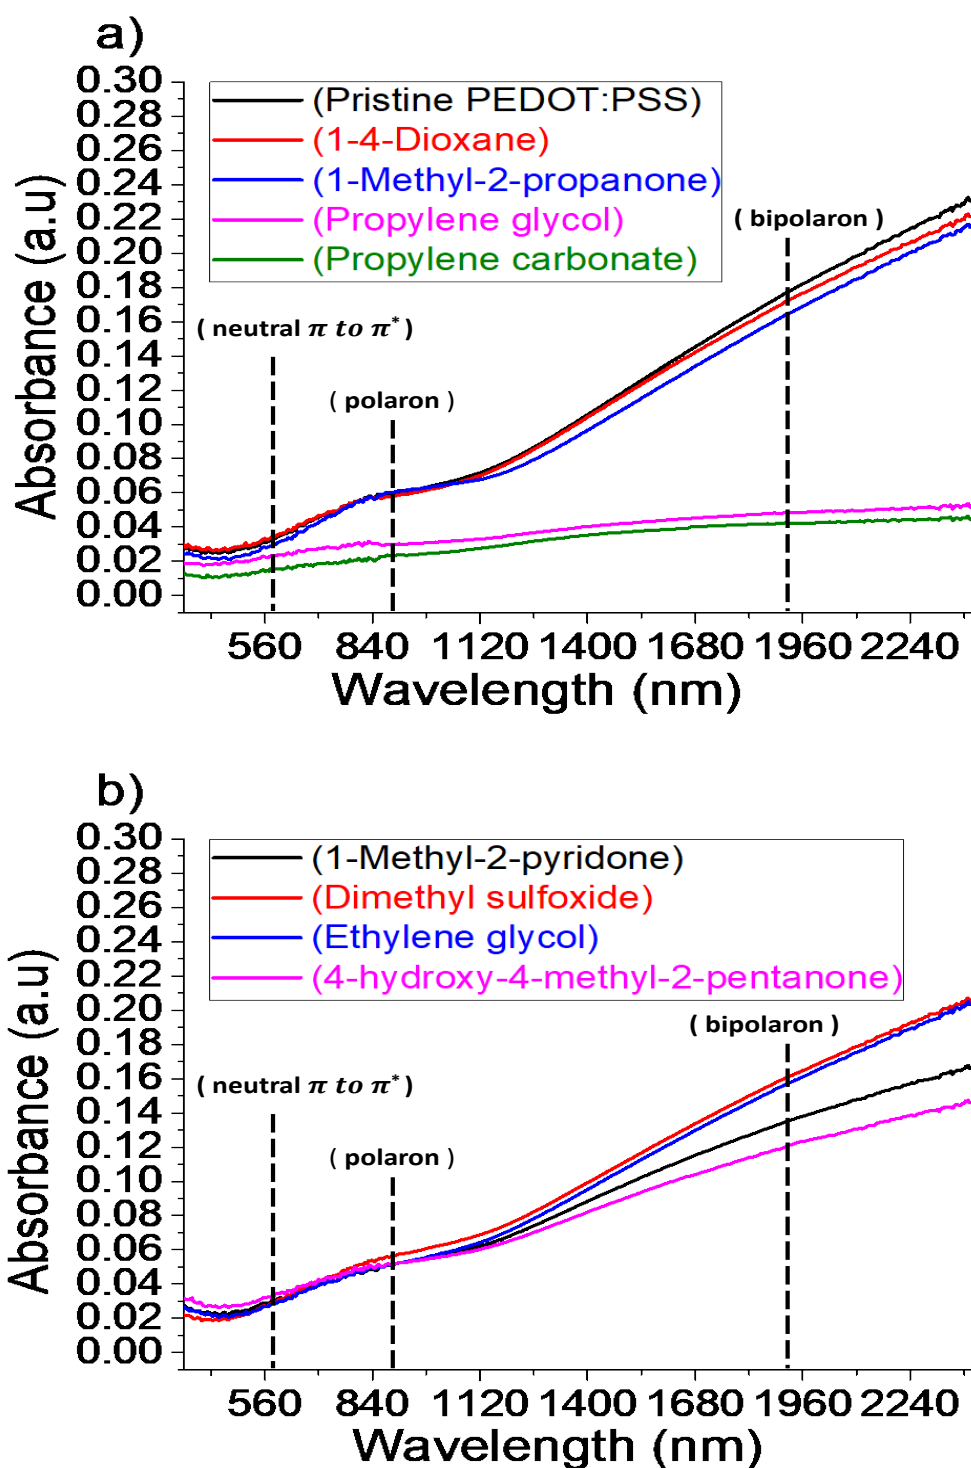 a)
0.30
0.28
0.26
0.24
0.22
0.20
0.18
0.16
0.14
0.12
0.10
0.08
0.06
0.04
0.02
0.00
Absorbance (a.u)
(Pristine PEDOT:PSS)
(1-4-Dioxane)
(1-Methyl-2-propanone)
(Propylene glycol)
(Propylene carbonate)
( bipolaron )
( neutral π to π* )
( polaron )
560 840 1120 1400 1680 1960 2240
Wavelength (nm)
b)
0.30
0.28
0.26
0.24
0.22
0.20
0.18
0.16
0.14
0.12
0.10
0.08
0.06
0.04
0.02
0.00
Absorbance (a.u)
(1-Methyl-2-pyridone)
(Dimethyl sulfoxide)
(Ethylene glycol)
(4-hydroxy-4-methyl-2-pentanone)
( bipolaron )
( neutral π to π* )
( polaron )
560 840 1120 1400 1680 1960 2240
Wavelength (nm)